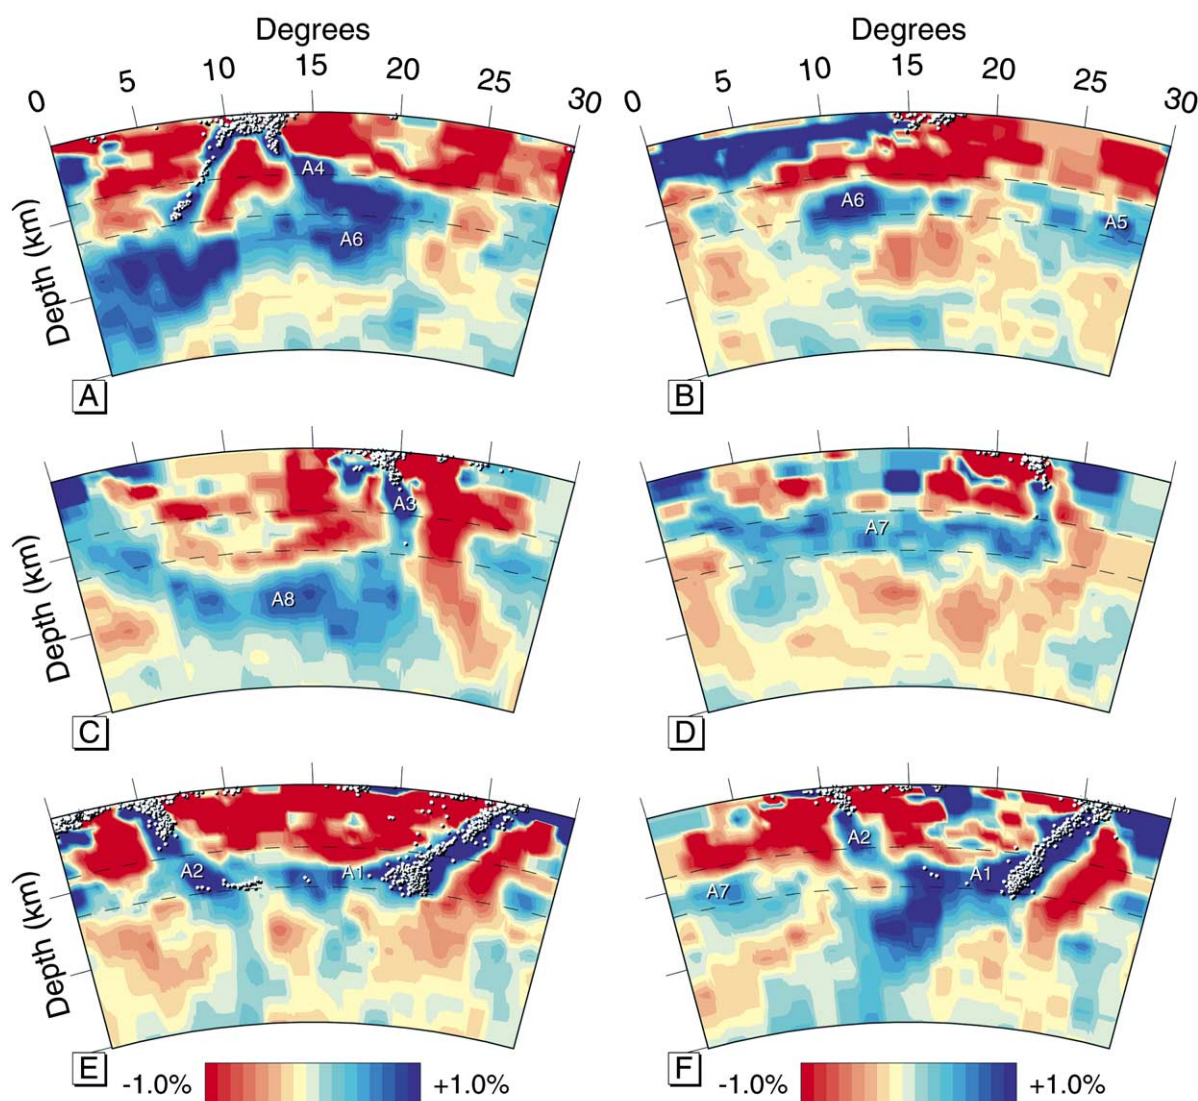 Degrees
0 5 10 15 20 25 30
Degrees
0 5 10 15 20 25 30
Depth (km)
A4
A6
A
A6
A5
B
Depth (km)
A3
A8
C
A7
D
Depth (km)
A2 A1
E
A2
A7 A1
F
-1.0% +1.0%
-1.0% +1.0%